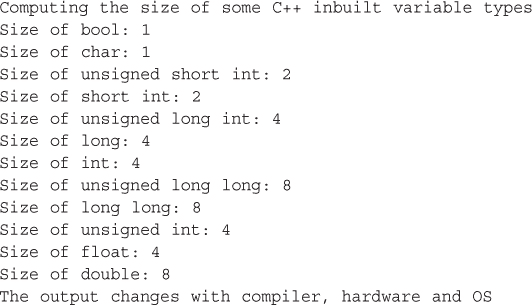 Computing the size of some C++ inbuilt variable types
Size of bool: 1
Size of char: 1
Size of unsigned short int: 2
Size of short int: 2
Size of unsigned long int: 4
Size of long: 4
Size of int: 4
Size of unsigned long long: 8
Size of long long: 8
Size of unsigned int: 4
Size of float: 4
Size of double: 8
The output changes with compiler, hardware and OS